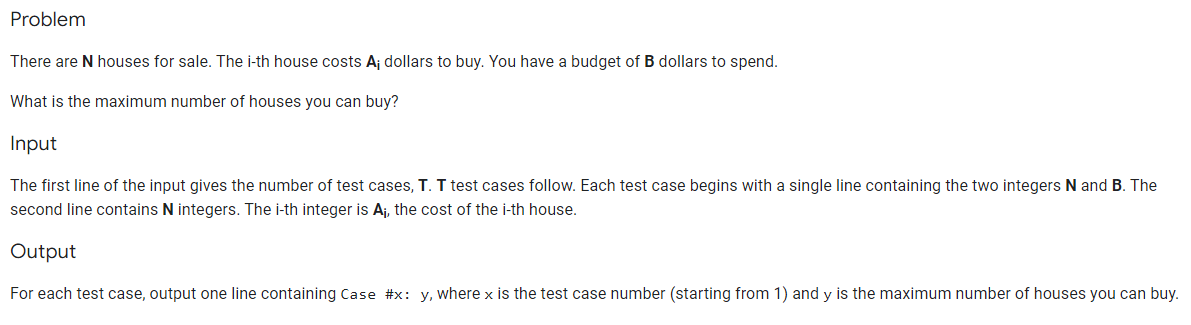 Problem
There are N houses for sale. The i-th house costs Ai dollars to buy. You have a budget of B dollars to spend.
What is the maximum number of houses you can buy?
Input
The first line of the input gives the number of test cases, T. T test cases follow. Each test case begins with a single line containing the two integers N and B. The
second line contains N integers. The i-th integer is Ai, the cost of the i-th house.
Output
For each test case, output one line containing Case #x: y, where x is the test case number (starting from 1) and y is the maximum number of houses you can buy.